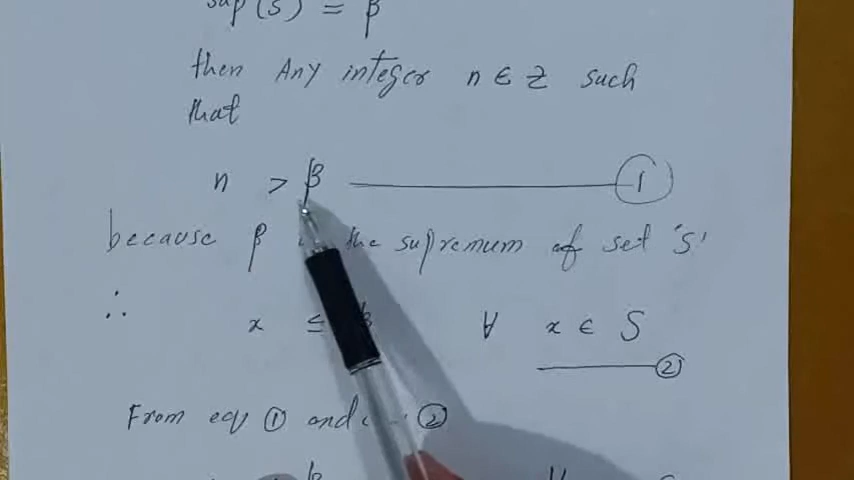 sup(s) = β
then Any integer n ∈ Z such
that
n > β ① 
because β the supremum of set 's'
∴
x ≤ ∀ x ∈ S
②
From eq ① and ②
β